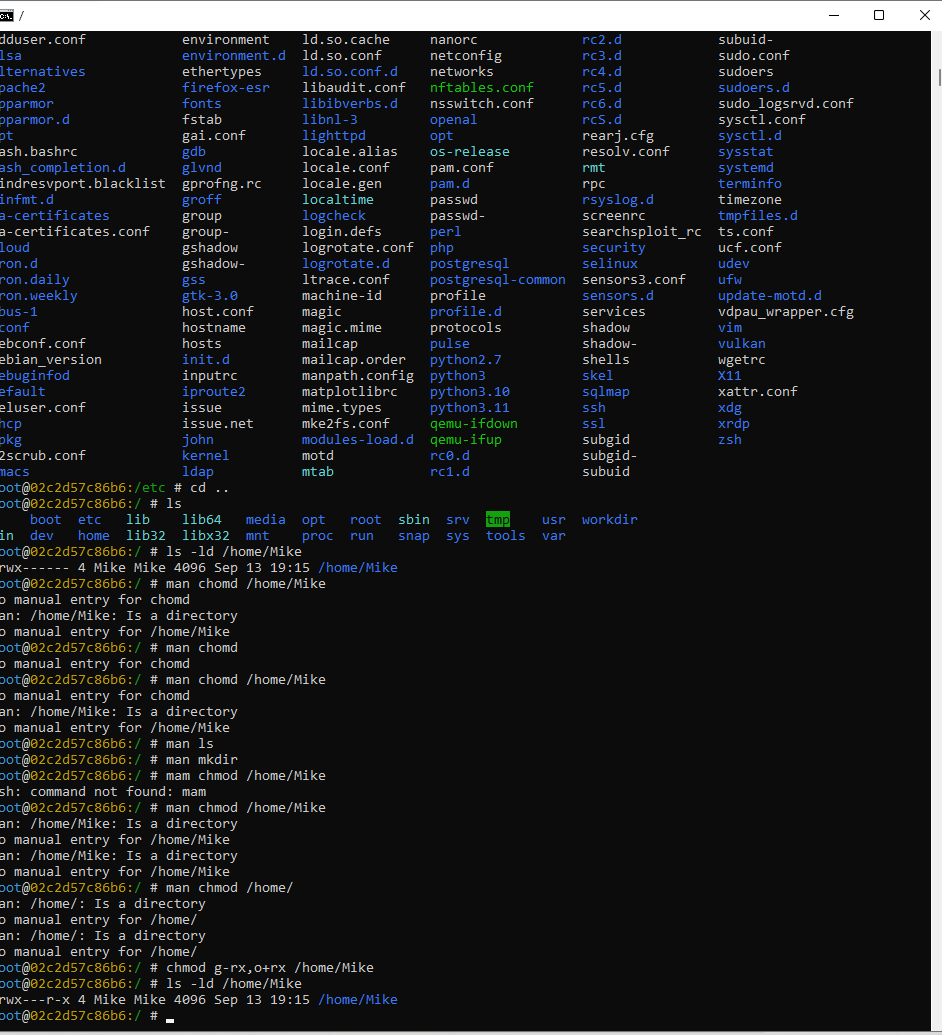 C:\. /
dduser.conf environment ld.so.cache nanorc rc2.d subuid-
lsa environment.d ld.so.conf netconfig rc3.d sudo.conf
lternatives ethertypes ld.so.conf.d networks rc4.d sudoers
pache2 firefox-esr libaudit.conf nftables.conf rc5.d sudoers.d
pparmor fonts libibverbs.d nsswitch.conf rc6.d sudo_logsrvd.conf
pparmor.d fstab libnl-3 openal rcS.d sysctl.conf
pt gai.conf lighttpd opt rearj.cfg sysctl.d
ash.bashrc gdb locale.alias os-release resolv.conf sysstat
ash_completion.d glvnd locale.conf pam.conf rmt systemd
indresvport.blacklist gprofng.rc locale.gen pam.d rpc terminfo
infmt.d groff localtime passwd rsyslog.d timezone
a-certificates group logcheck passwd- screenrc tmpfiles.d
a-certificates.conf group- login.defs perl searchsploit_rc ts.conf
loud gshadow logrotate.conf php security ucf.conf
ron.d gshadow- logrotate.d postgresql selinux udev
ron.daily gss ltrace.conf postgresql-common sensors3.conf ufw
ron.weekly gtk-3.0 machine-id profile sensors.d update-motd.d
bus-1 host.conf magic profile.d services vdpau_wrapper.cfg
conf hostname magic.mime protocols shadow vim
ebconf.conf hosts mailcap pulse shadow- vulkan
ebian_version init.d mailcap.order python2.7 shells wgetrc
ebuginfod inputrc manpath.config python3 skel X11
efault iproute2 matplotlibrc python3.10 sqlmap xattr.conf
eluser.conf issue mime.types python3.11 ssh xdg
hcp issue.net mke2fs.conf qemu-ifdown ssl xrdp
pkg john modules-load.d qemu-ifup subgid zsh
2scrub.conf kernel motd rc0.d subgid-
macs ldap mtab rc1.d subuid
oot@02c2d57c86b6:/etc # cd ..
oot@02c2d57c86b6:/ # ls
boot etc lib lib64 media opt root sbin srv tmp usr workdir
in dev home lib32 libx32 mnt proc run snap sys tools var
oot@02c2d57c86b6:/ # ls -ld /home/Mike
rwx------ 4 Mike Mike 4096 Sep 13 19:15 /home/Mike
oot@02c2d57c86b6:/ # man chomd /home/Mike
o manual entry for chomd
an: /home/Mike: Is a directory
o manual entry for /home/Mike
oot@02c2d57c86b6:/ # man chomd
o manual entry for chomd
oot@02c2d57c86b6:/ # man chomd /home/Mike
o manual entry for chomd
an: /home/Mike: Is a directory
o manual entry for /home/Mike
oot@02c2d57c86b6:/ # man ls
oot@02c2d57c86b6:/ # man mkdir
oot@02c2d57c86b6:/ # mam chmod /home/Mike
sh: command not found: mam
oot@02c2d57c86b6:/ # man chmod /home/Mike
an: /home/Mike: Is a directory
o manual entry for /home/Mike
an: /home/Mike: Is a directory
o manual entry for /home/Mike
oot@02c2d57c86b6:/ # man chmod /home/
an: /home/: Is a directory
o manual entry for /home/
an: /home/: Is a directory
o manual entry for /home/
oot@02c2d57c86b6:/ # chmod g-rx,o+rx /home/Mike
oot@02c2d57c86b6:/ # ls -ld /home/Mike
rwx---r-x 4 Mike Mike 4096 Sep 13 19:15 /home/Mike
oot@02c2d57c86b6:/ #